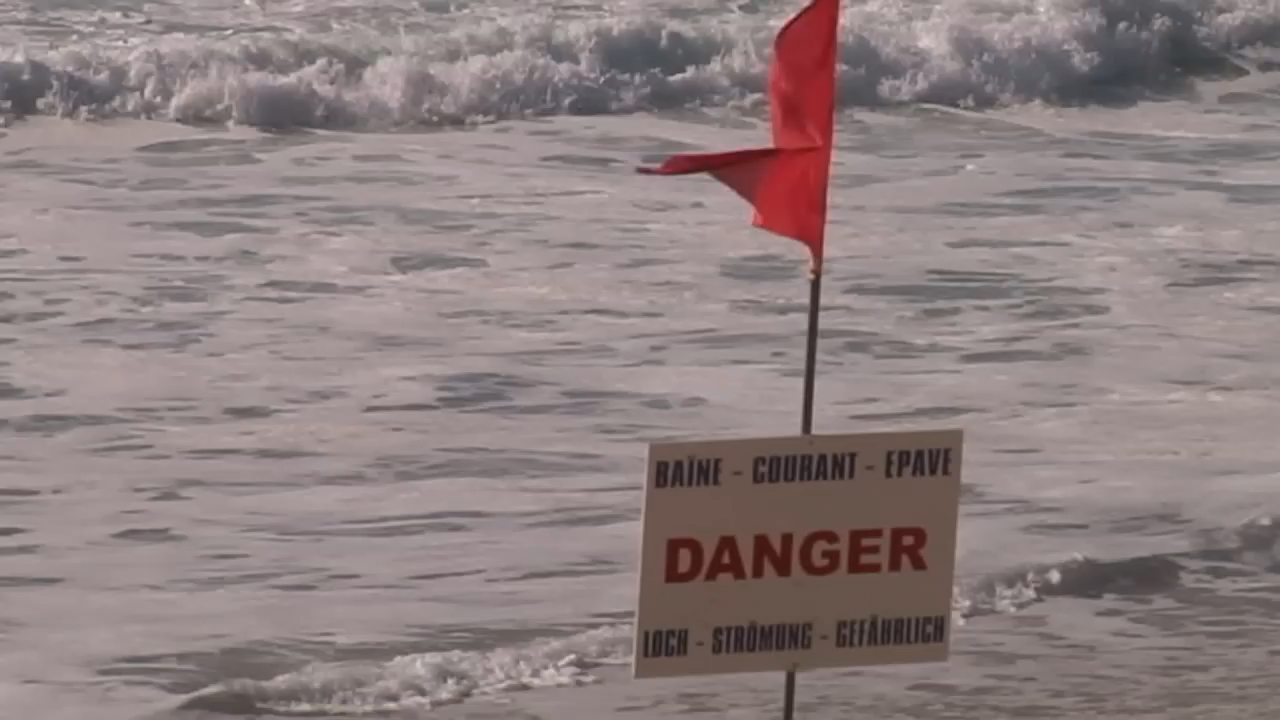 BAÏNE - COURANT - EPAVE
DANGER
LOCH - STRÖMUNG - GEFÄHRLICH